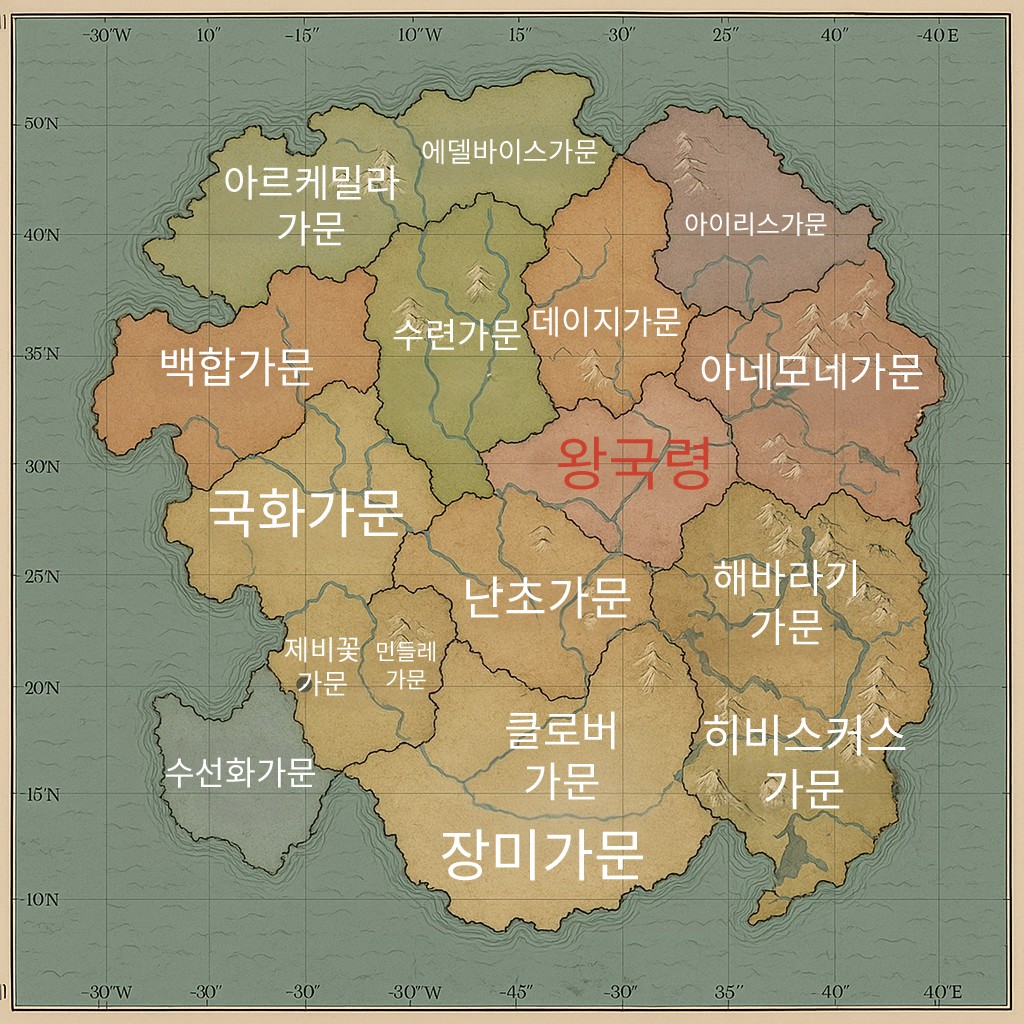 -30″W 10″ -15″ 10″W 15″ -30″ 25″ 40″ -40E
50N
에델바이스가문
아르케밀라
가문
아이리스가문
40′N
수련가문
데이지가문
35′N
백합가문
아네모네가문
왕국령
30′N
국화가문
25′N
해바라기
가문
난초가문
제비꽃
가문
민들레
가문
20′N
클로버
가문
히비스커스
가문
수선화가문
15′N
장미가문
-10N
-30″W -30″ -30″ -30″W -45″ -30″ 35″ 40″ 40″E